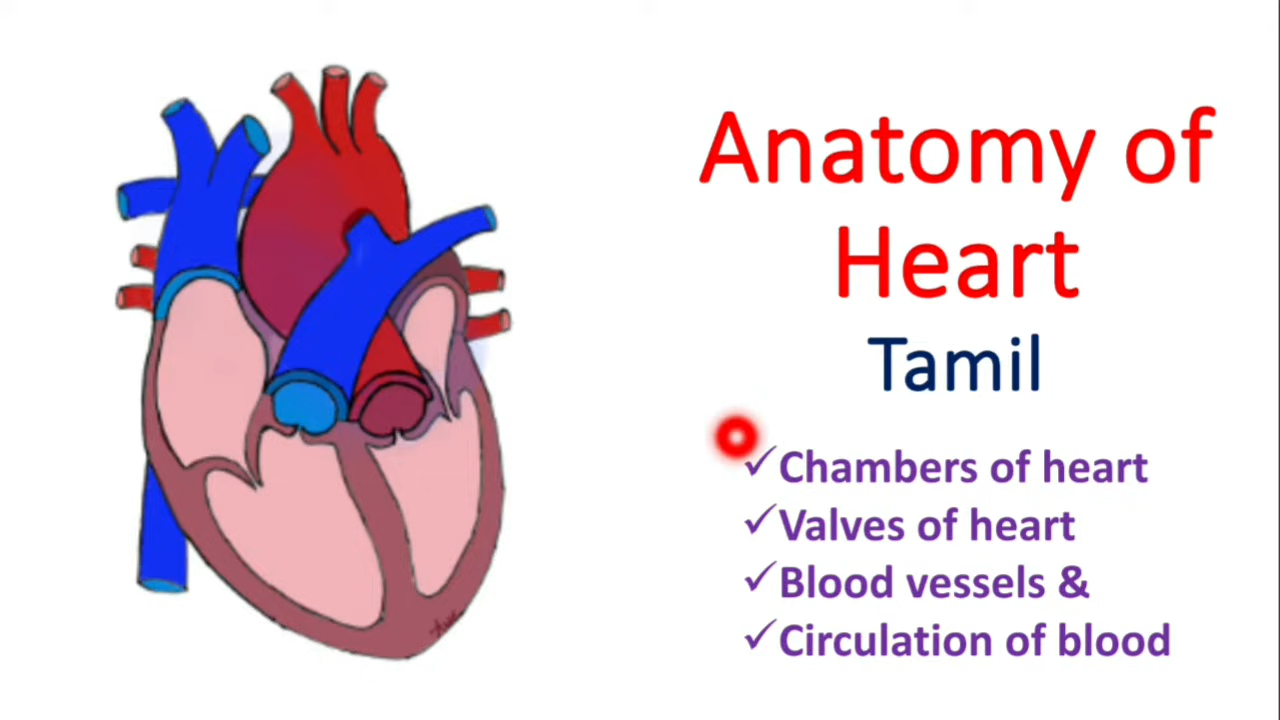 Anatomy of
Heart
Tamil
✓Chambers of heart
✓Valves of heart
✓Blood vessels &
✓Circulation of blood